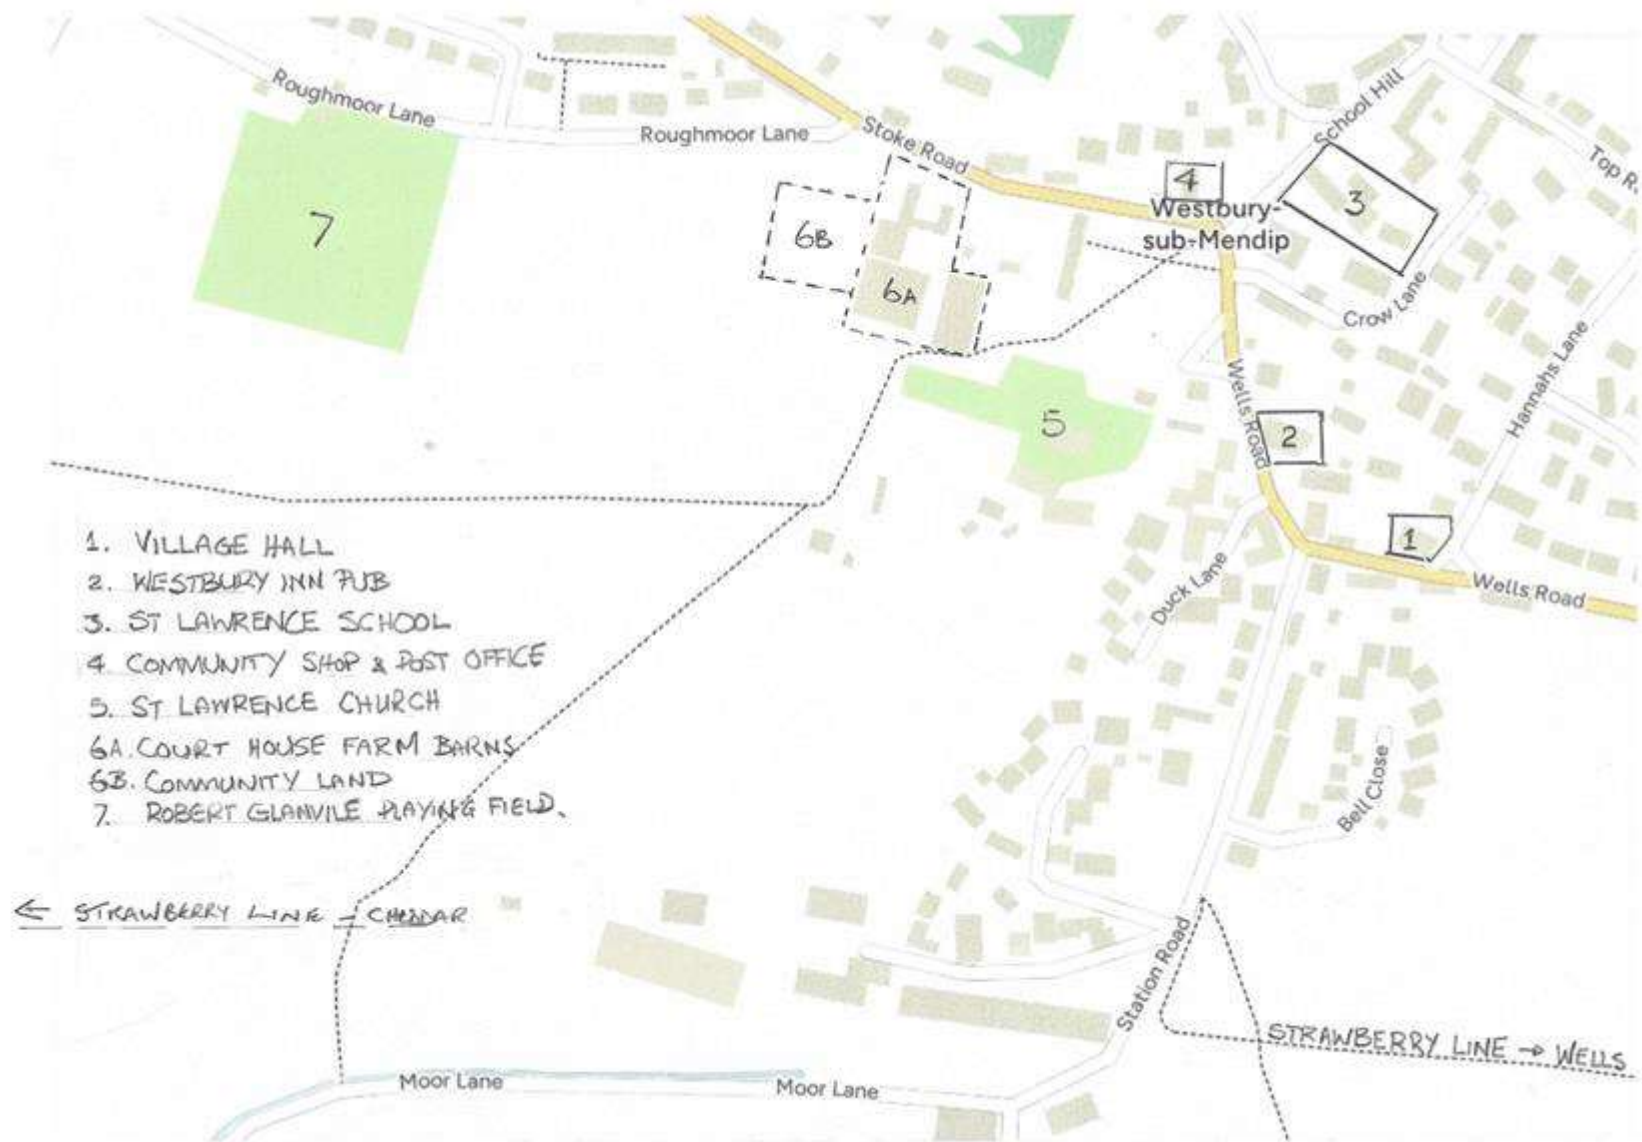 Roughmoor Lane
Roughmoor Lane
Stoke Road
School Hill
Top R
4
Westbury-
sub-Mendip
3
7
6B
6A
Crow Lane
Hannahs Lane
Wells Road
5
2
1
Wells Road
Duck Lane
1. VILLAGE HALL
2. WESTBURY INN PUB
3. ST LAWRENCE SCHOOL
4 COMMUNITY SHOP & POST OFFICE
5. ST LAWRENCE CHURCH
6A. COURT HOUSE FARM BARNS
6B. COMMUNITY LAND
7. ROBERT GLANVILE PLAYING FIELD.
Bell Close
← STRAWBERRY LINE - CHEDDAR
Station Road
STRAWBERRY LINE → WELLS
Moor Lane
Moor Lane